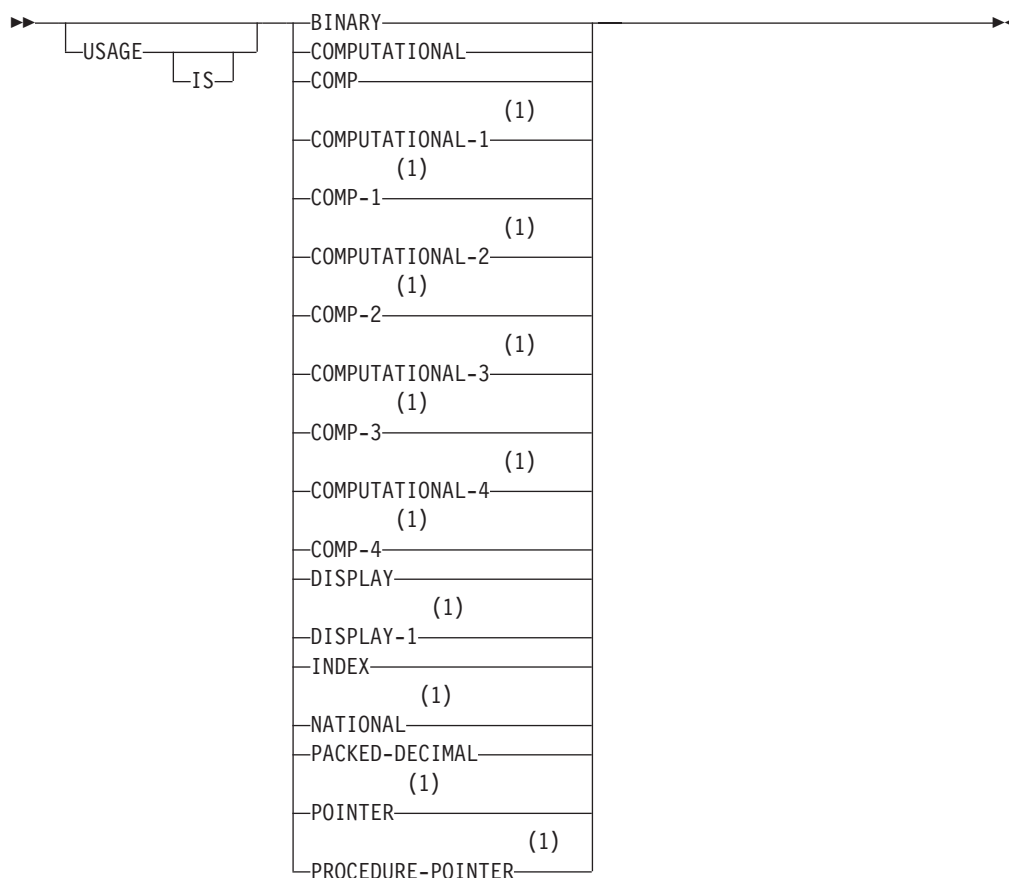 BINARY
USAGE
COMPUTATIONAL
IS
COMP
(1)
COMPUTATIONAL-1
(1)
COMP-1
(1)
COMPUTATIONAL-2
(1)
COMP-2
(1)
COMPUTATIONAL-3
(1)
COMP-3
(1)
COMPUTATIONAL-4
(1)
COMP-4
DISPLAY
(1)
DISPLAY-1
INDEX
(1)
NATIONAL
PACKED-DECIMAL
(1)
POINTER
(1)
PROCEDURE-POINTER